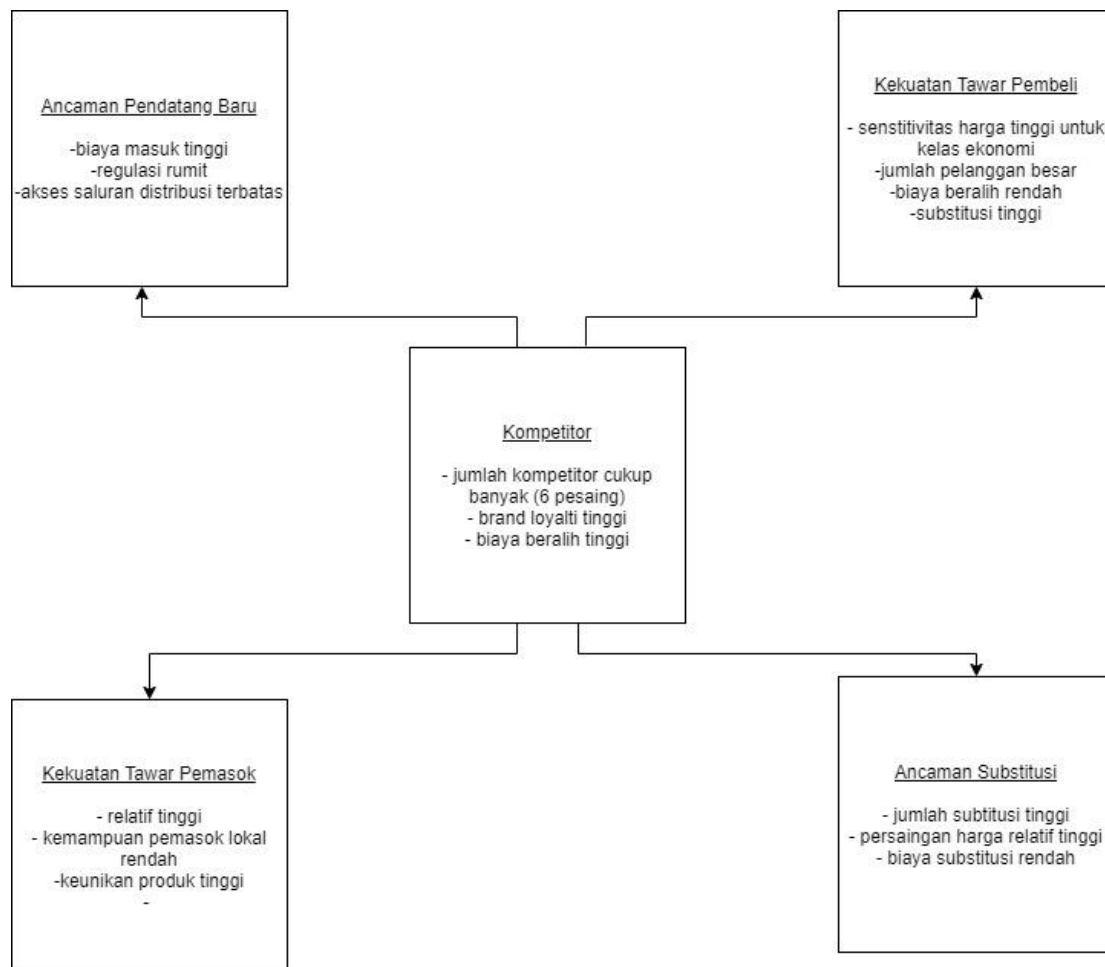 Ancaman Pendatang Baru
-biaya masuk tinggi
-regulasi rumit
-akses saluran distribusi terbatas
Kekuatan Tawar Pembeli
- senstitivitas harga tinggi untuk
kelas ekonomi
-jumlah pelanggan besar
-biaya beralih rendah
-substitusi tinggi
Kompetitor
- jumlah kompetitor cukup
banyak (6 pesaing)
- brand loyalti tinggi
- biaya beralih tinggi
Kekuatan Tawar Pemasok
- relatif tinggi
- kemampuan pemasok lokal
rendah
-keunikan produk tinggi
-
Ancaman Substitusi
- jumlah subtitusi tinggi
- persaingan harga relatif tinggi
- biaya substitusi rendah